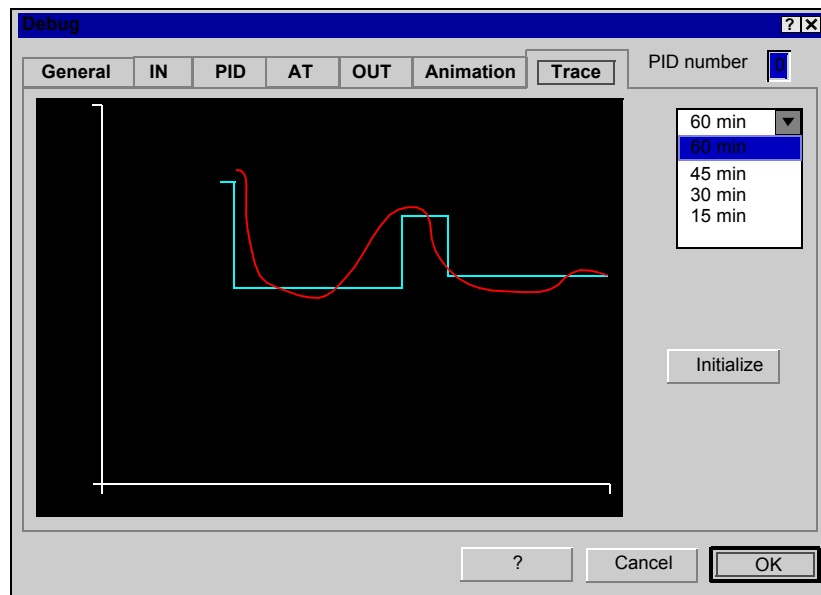 Debug ? X
General IN PID AT OUT Animation Trace PID number 0
60 min
60 min
45 min
30 min
15 min
Initialize
? Cancel OK